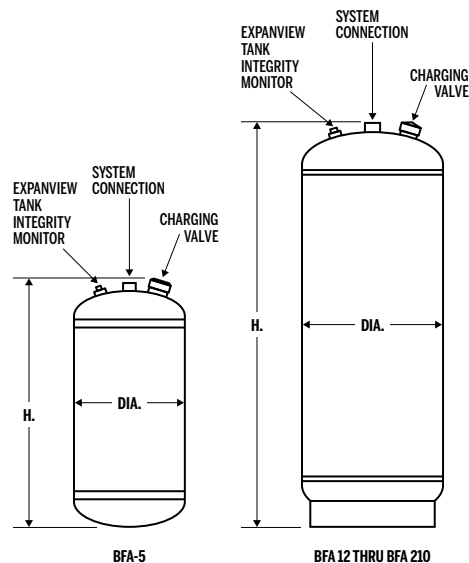 EXPANVIEW
TANK
INTEGRITY
MONITOR
SYSTEM
CONNECTION
CHARGING
VALVE
H.
DIA.
BFA-5
EXPANVIEW
TANK
INTEGRITY
MONITOR
SYSTEM
CONNECTION
CHARGING
VALVE
H.
DIA.
BFA 12 THRU BFA 210